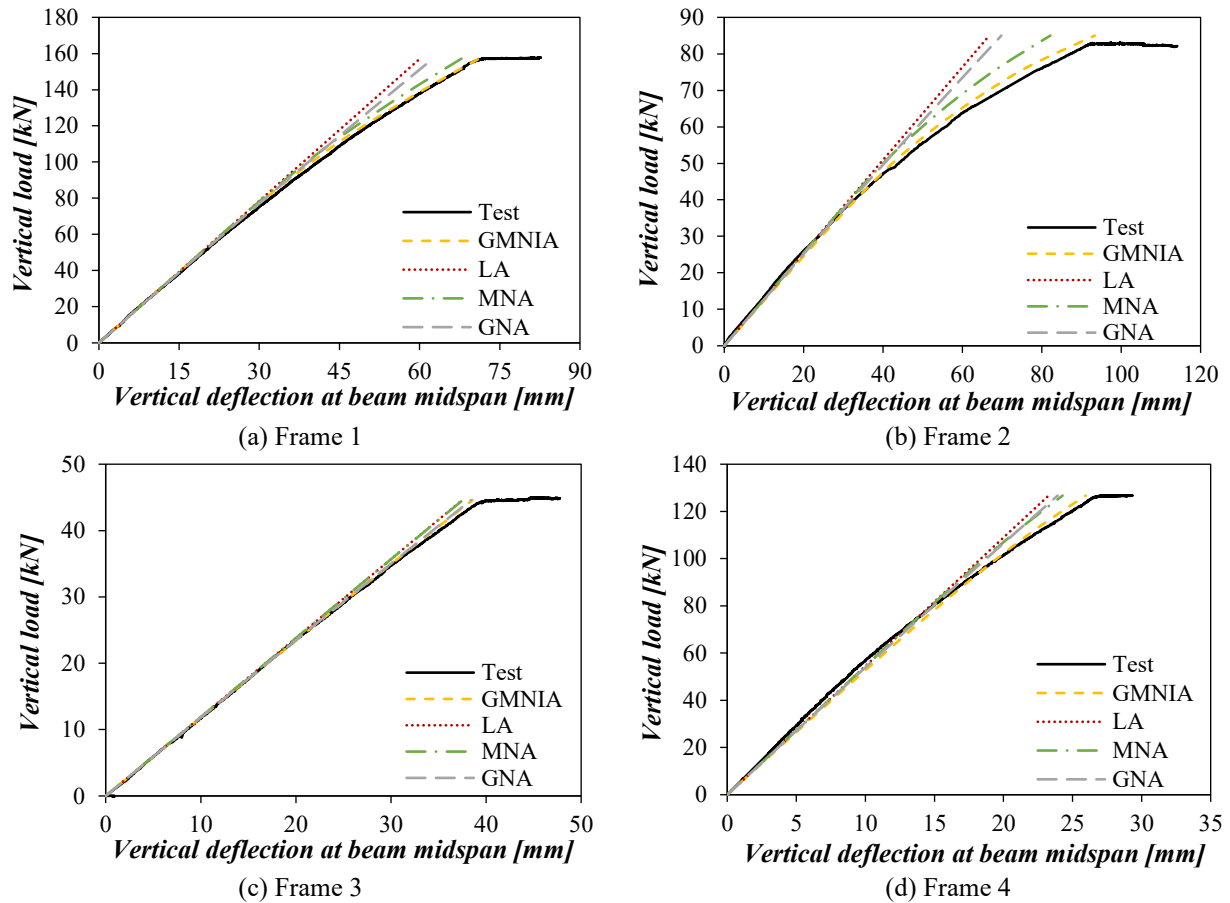 Vertical load [kN]
180
160
140
120
100
80
60
40
20
0
Test
GMNIA
LA
MNA
GNA
0 15 30 45 60 75 90
Vertical deflection at beam midspan [mm]
(a) Frame 1
Vertical load [kN]
90
80
70
60
50
40
30
20
10
0
Test
GMNIA
LA
MNA
GNA
0 20 40 60 80 100 120
Vertical deflection at beam midspan [mm]
(b) Frame 2
Vertical load [kN]
50
40
30
20
10
0
Test
GMNIA
LA
MNA
GNA
0 10 20 30 40 50
Vertical deflection at beam midspan [mm]
(c) Frame 3
Vertical load [kN]
140
120
100
80
60
40
20
0
Test
GMNIA
LA
MNA
GNA
0 5 10 15 20 25 30 35
Vertical deflection at beam midspan [mm]
(d) Frame 4